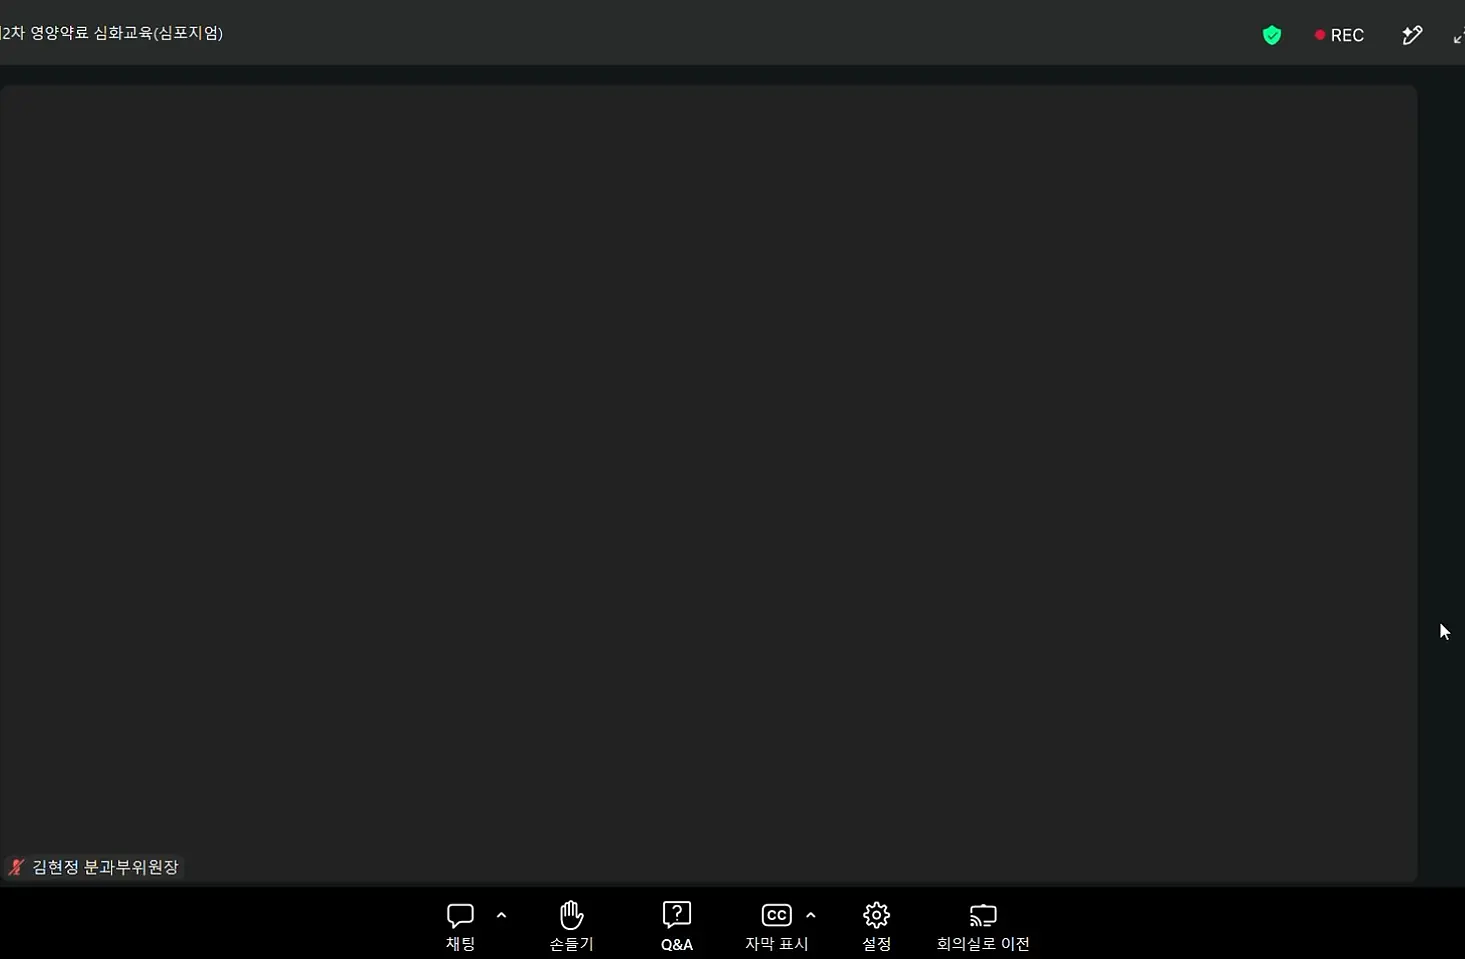 2차 영양약료 심화교육(심포지엄)
REC
김현정 분과부위원장
채팅
손들기
Q&A
CC
자막 표시
설정
회의실로 이전